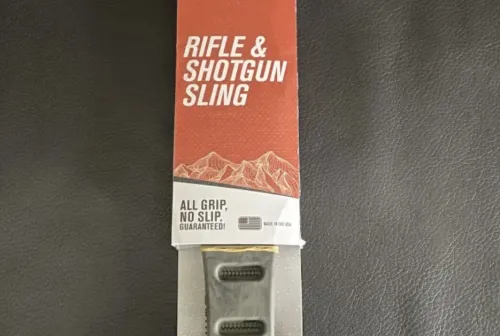 RIFLE &
SHOTGUN
SLING
ALL GRIP,
NO SLIP.
GUARANTEED!
MADE IN THE USA